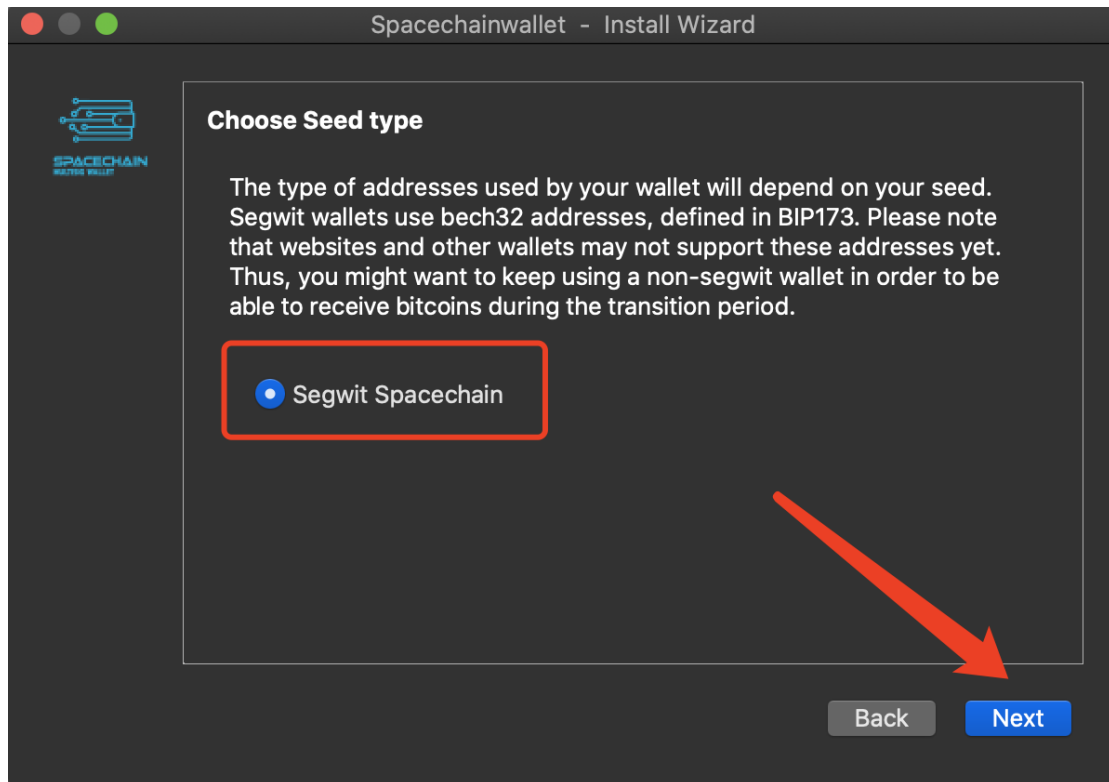 Spacechainwallet - Install Wizard
SPACECHAIN
MULTISIG WALLET
Choose Seed type
The type of addresses used by your wallet will depend on your seed.
Segwit wallets use bech32 addresses, defined in BIP173. Please note
that websites and other wallets may not support these addresses yet.
Thus, you might want to keep using a non-segwit wallet in order to be
able to receive bitcoins during the transition period.
Segwit Spacechain
Back
Next